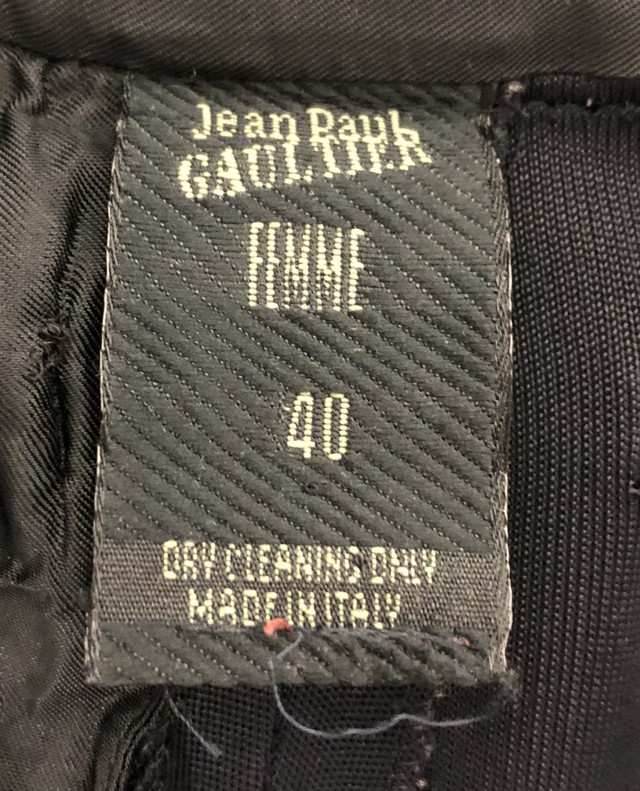 Jean Paul
GAULTIER
FEMME
40
DRY CLEANING ONLY
MADE IN ITALY